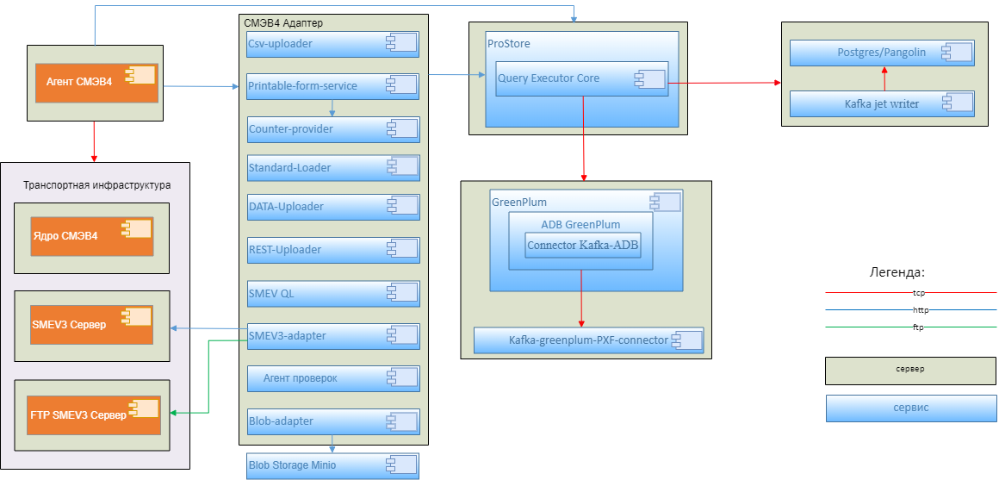 Агент СМЭВ4
Транспортная инфраструктура
Ядро СМЭВ4
SMEV3 Сервер
FTP SMEV3 Сервер
СМЭВ4 Адаптер
Csv-uploader
Printable-form-service
Counter-provider
Standard-Loader
DATA-Uploader
REST-Uploader
SMEV QL
SMEV3-adapter
Агент проверок
Blob-adapter
Blob Storage Minio
ProStore
Query Executor Core
GreenPlum
ADB GreenPlum
Connector Kafka-ADB
Kafka-greenplum-PXF-connector
Postgres/Pangolin
Kafka jet writer
Легенда:
tcp
http
ftp
сервер
сервис